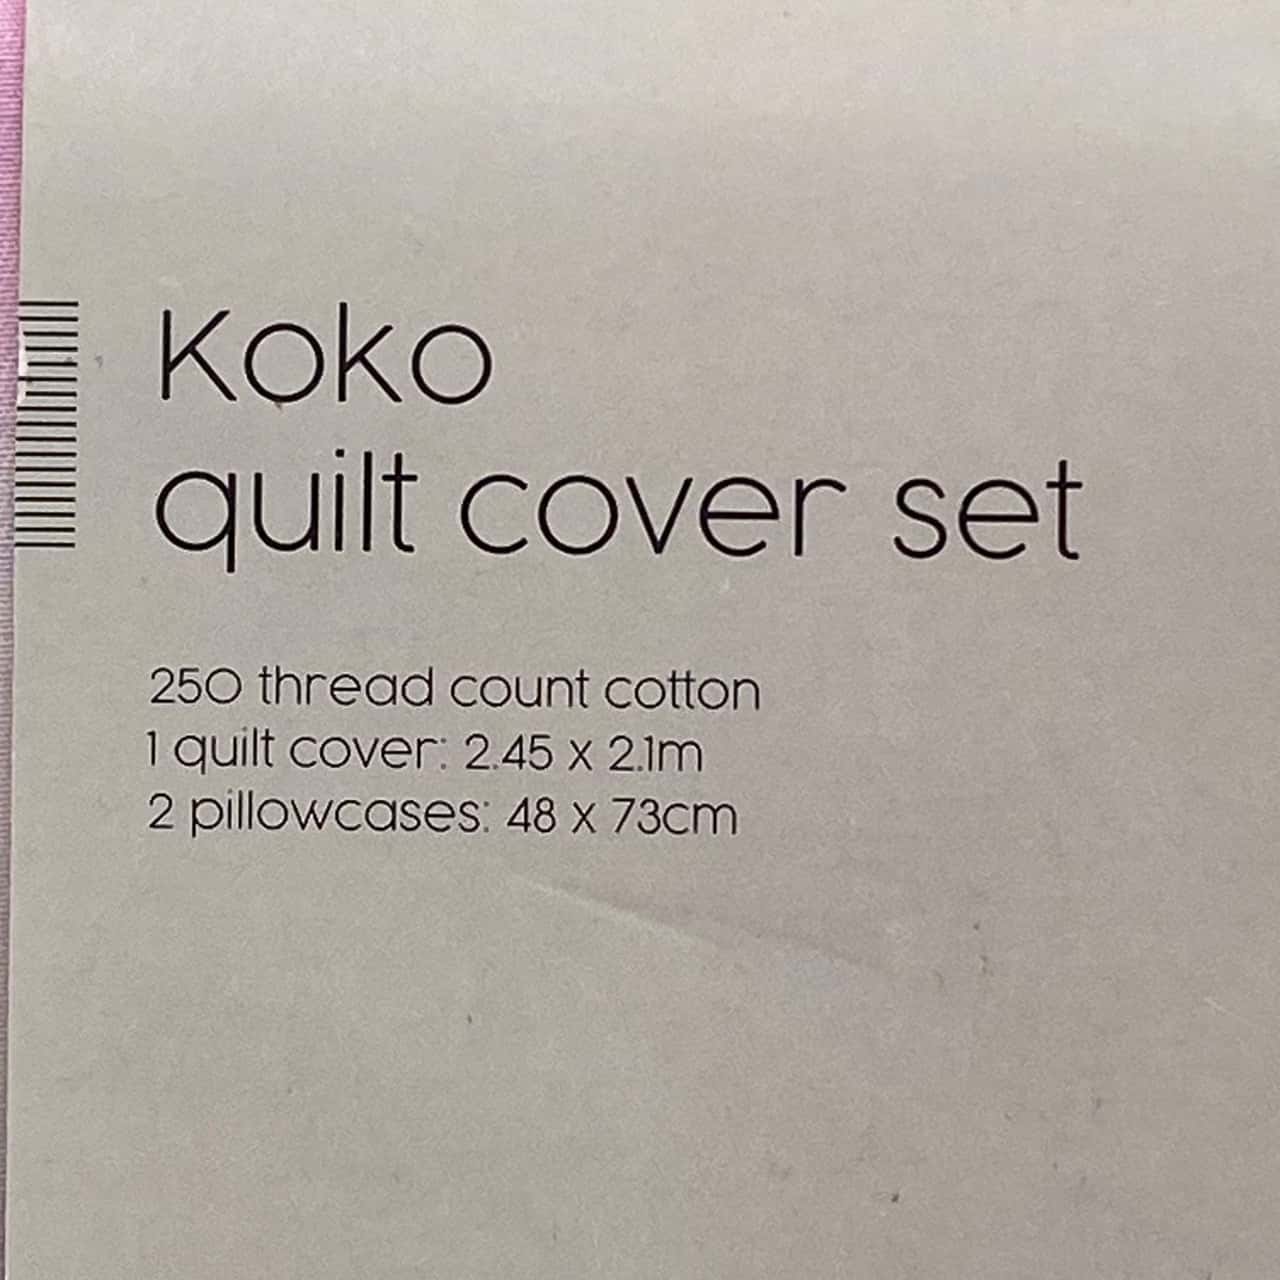 Koko
quilt cover set
250 thread count cotton
1 quilt cover: 2.45 x 2.1m
2 pillowcases: 48 x 73cm